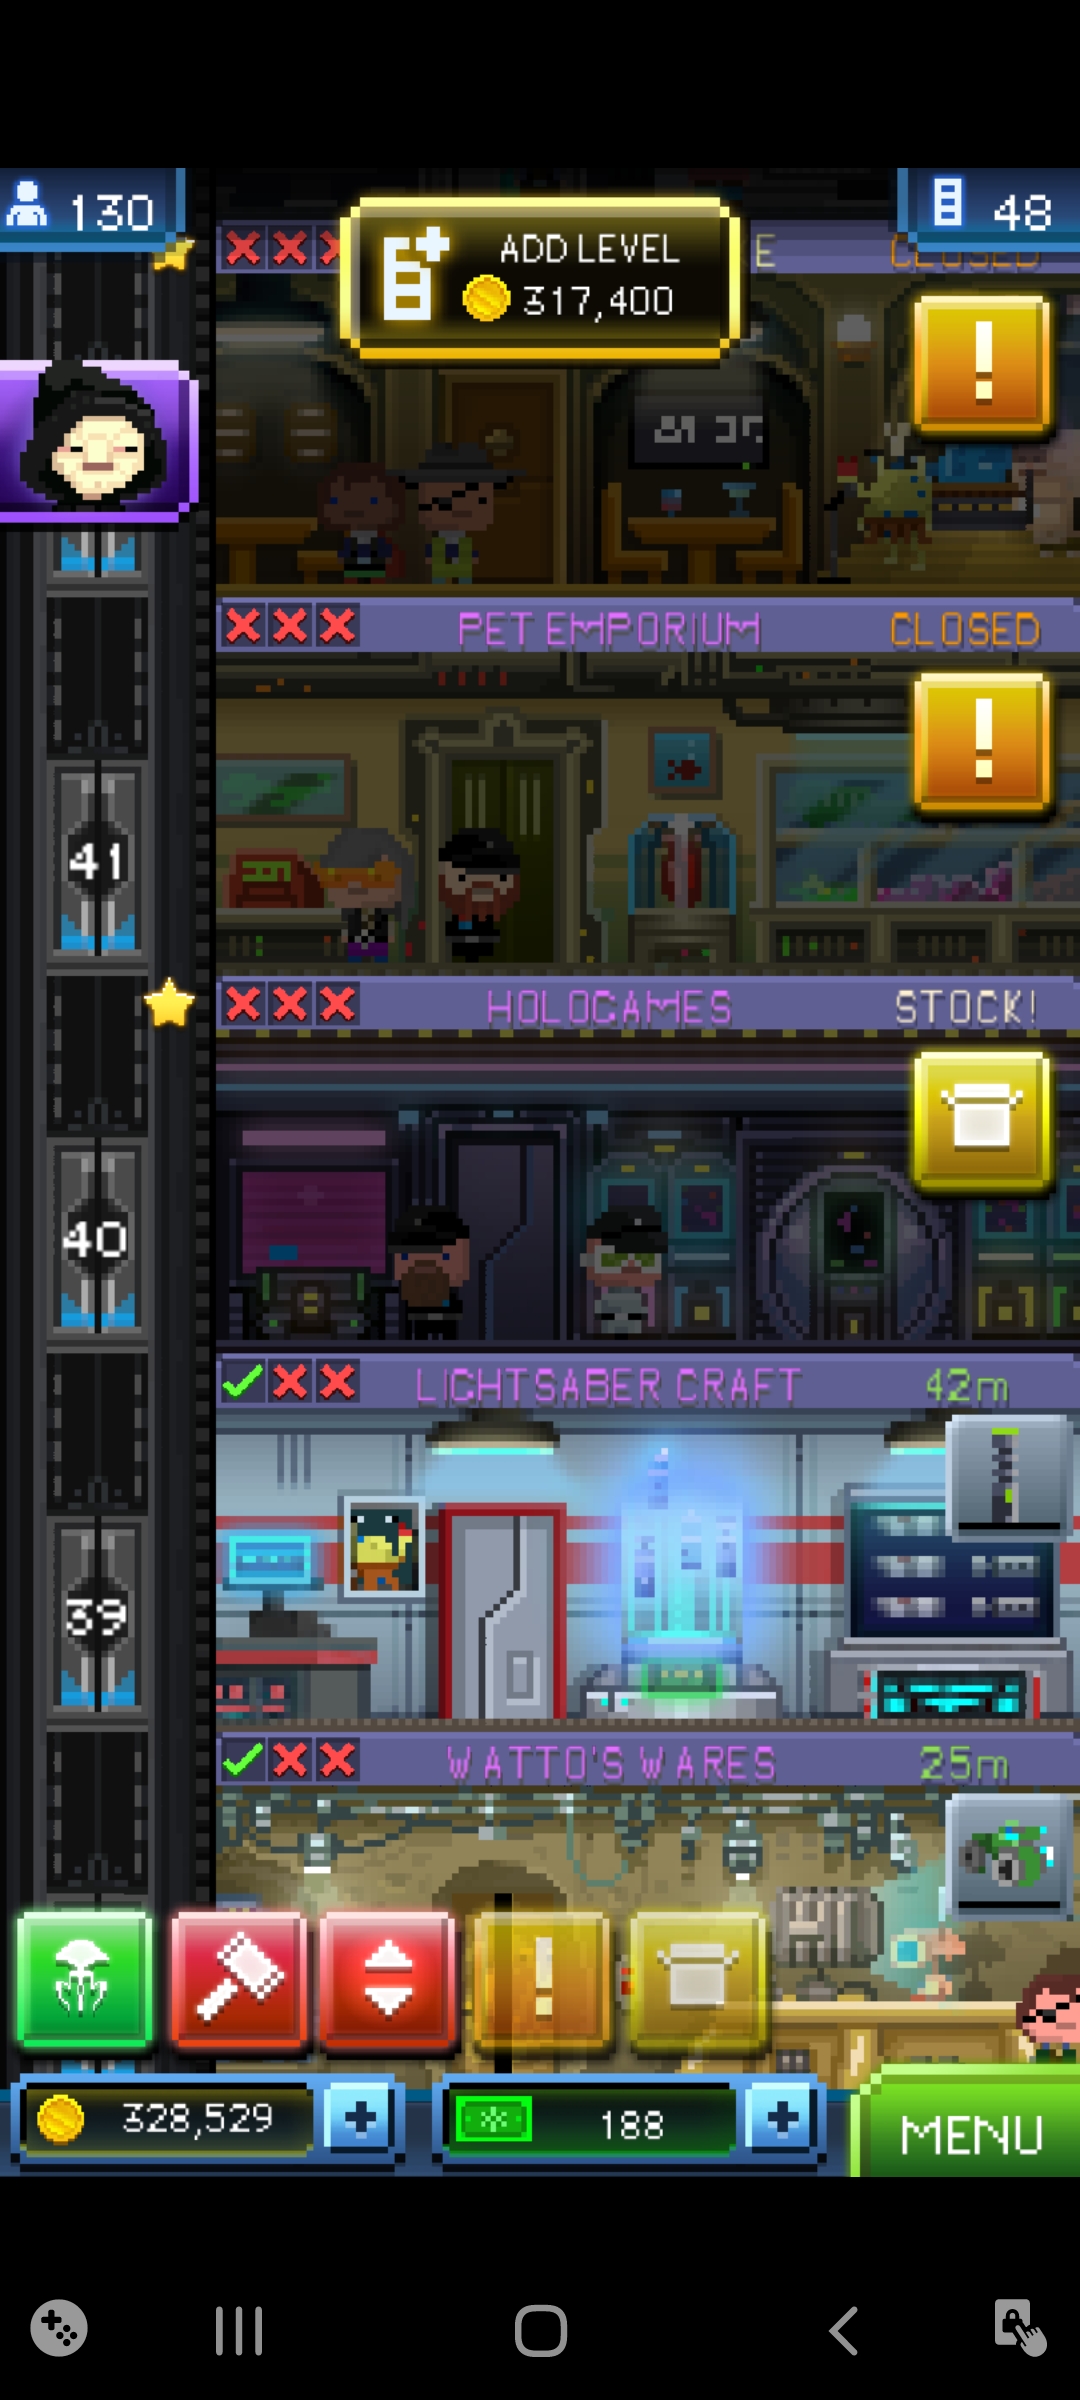 130
48
ADD LEVEL
317,400
E
CLOSED
PET EMPORIUM
CLOSED
41
HOLOGAMES
STOCK!
40
LIGHTSABER CRAFT
42m
39
WATTO'S WARES
25m
328,529
188
MENU